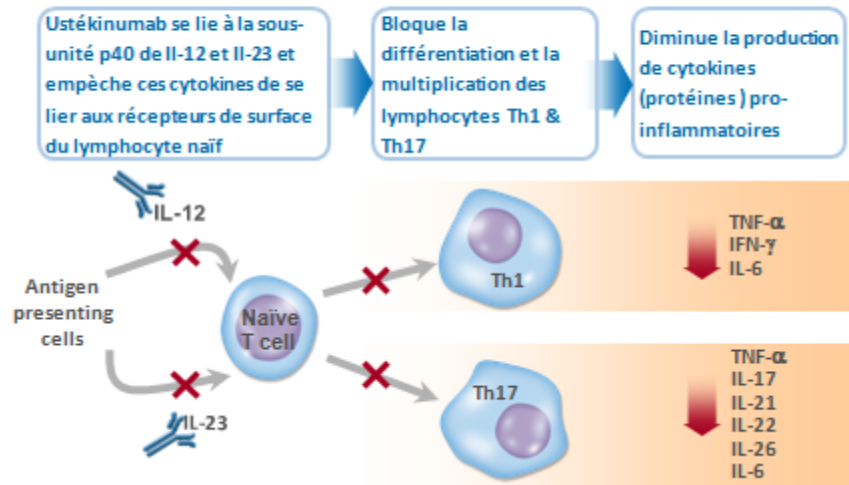 Ustékinumab se lie à la sous-
unité p40 de Il-12 et Il-23 et
empèche ces cytokines de se
lier aux récepteurs de surface
du lymphocyte naïf
Bloque la
différentiation et la
multiplication des
lymphocytes Th1 &
Th17
Diminue la production
de cytokines
(protéines ) pro-
inflammatoires
IL-12
Antigen
presenting
cells
IL-23
Naïve
T cell
Th1
TNF-α
IFN-γ
IL-6
Th17
TNF-α
IL-17
IL-21
IL-22
IL-26
IL-6